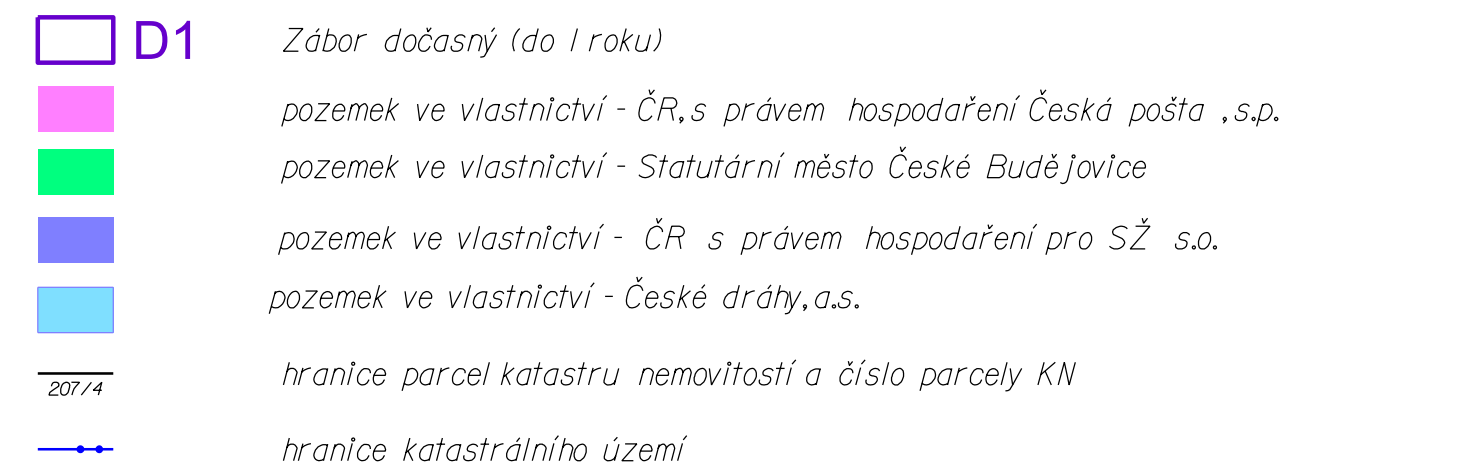 D1 Zábor dočasný (do 1 roku)
pozemek ve vlastnictví - ČR, s právem hospodaření Česká pošta ,s.p.
pozemek ve vlastnictví - Statutární město České Budějovice
pozemek ve vlastnictví - ČR s právem hospodaření pro SŽ s.o.
pozemek ve vlastnictví - České dráhy, a.s.
207/4 hranice parcel katastru nemovitostí a číslo parcely KN
hranice katastrálního území